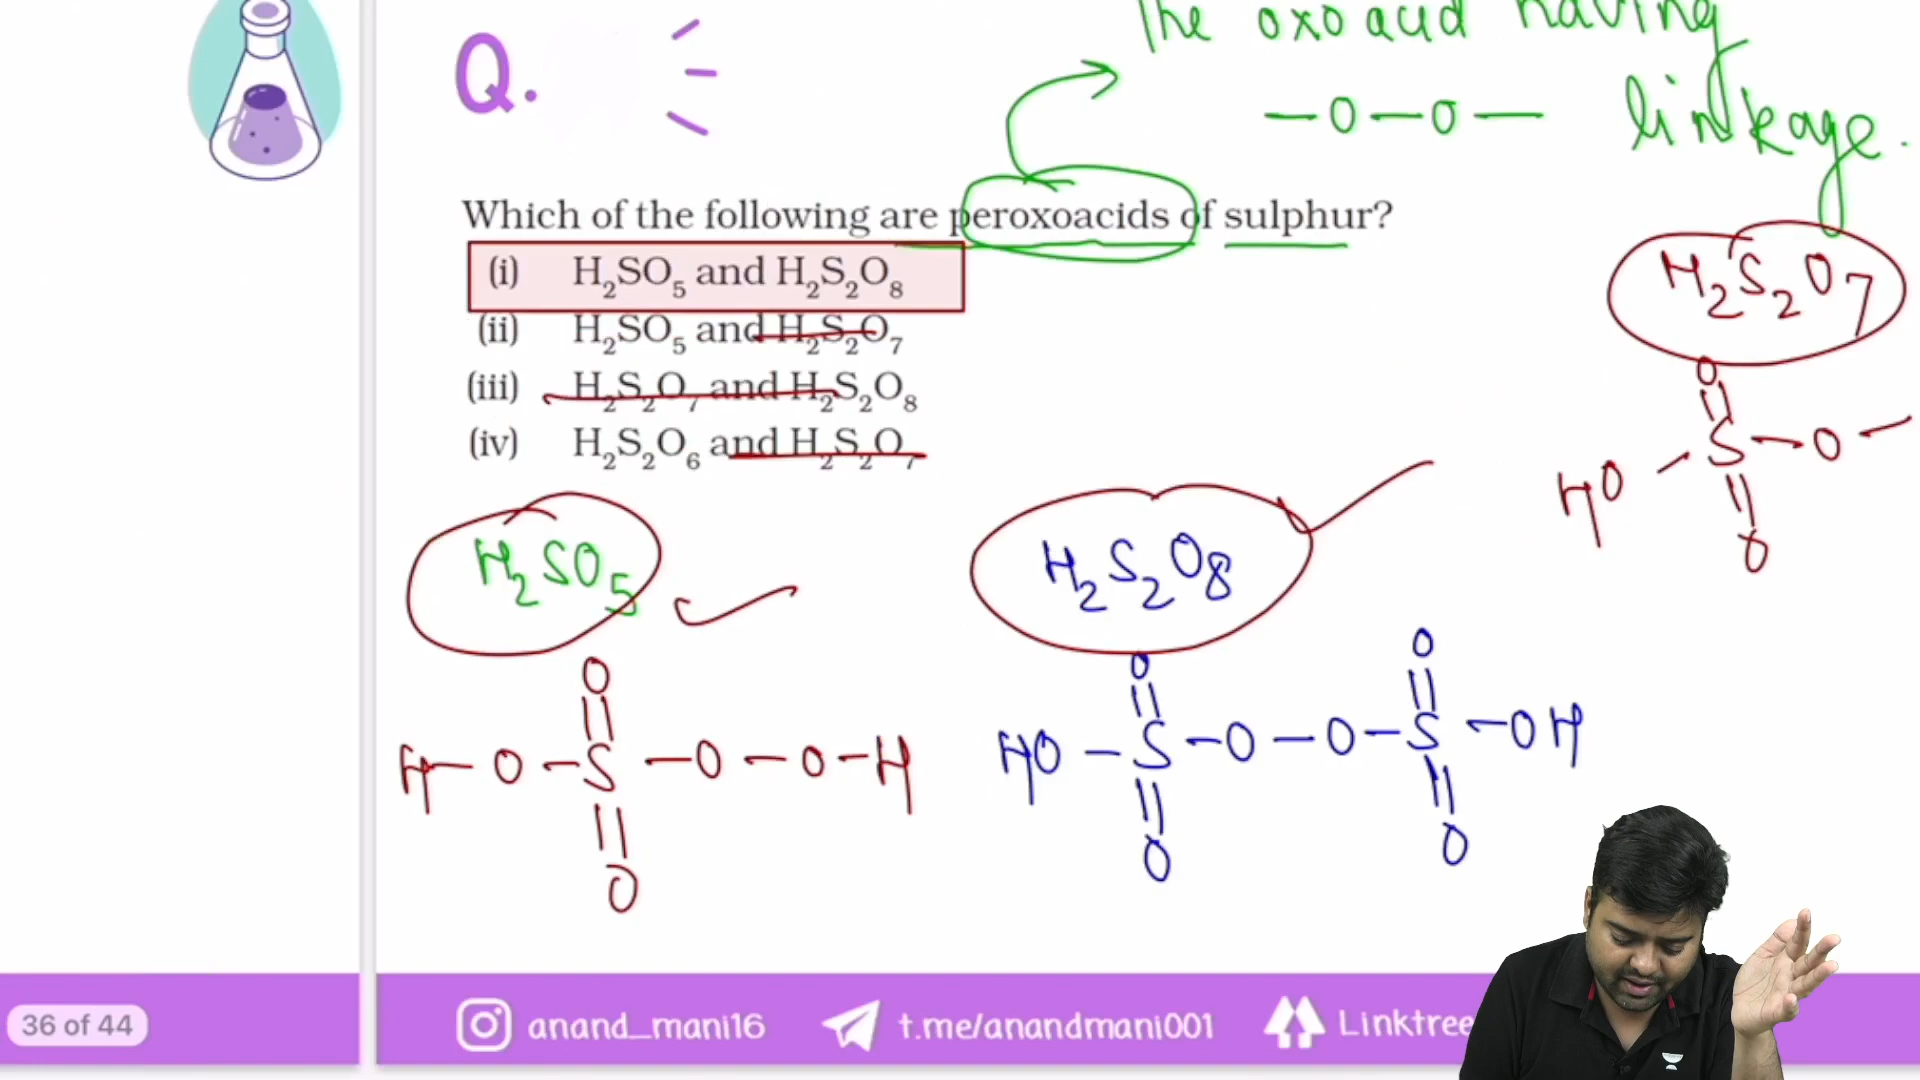 The oxo acid having
Q.
—O—O— linkage.
Which of the following are peroxoacids of sulphur?
(i) H₂SO₅ and H₂S₂O₈
(ii) H₂SO₅ and H₂S₂O₇
(iii) H₂S₂O₇ and H₂S₂O₈
(iv) H₂S₂O₆ and H₂S₂O₇
H₂S₂O₇
O
S—O—
HO
O
H₂SO₅
H₂S₂O₈
O
O
O
H—O—S—O—O—H
HO—S—O—O—S—OH
O
O
O
36 of 44
anand_mani16
t.me/anandmani001
Linktree